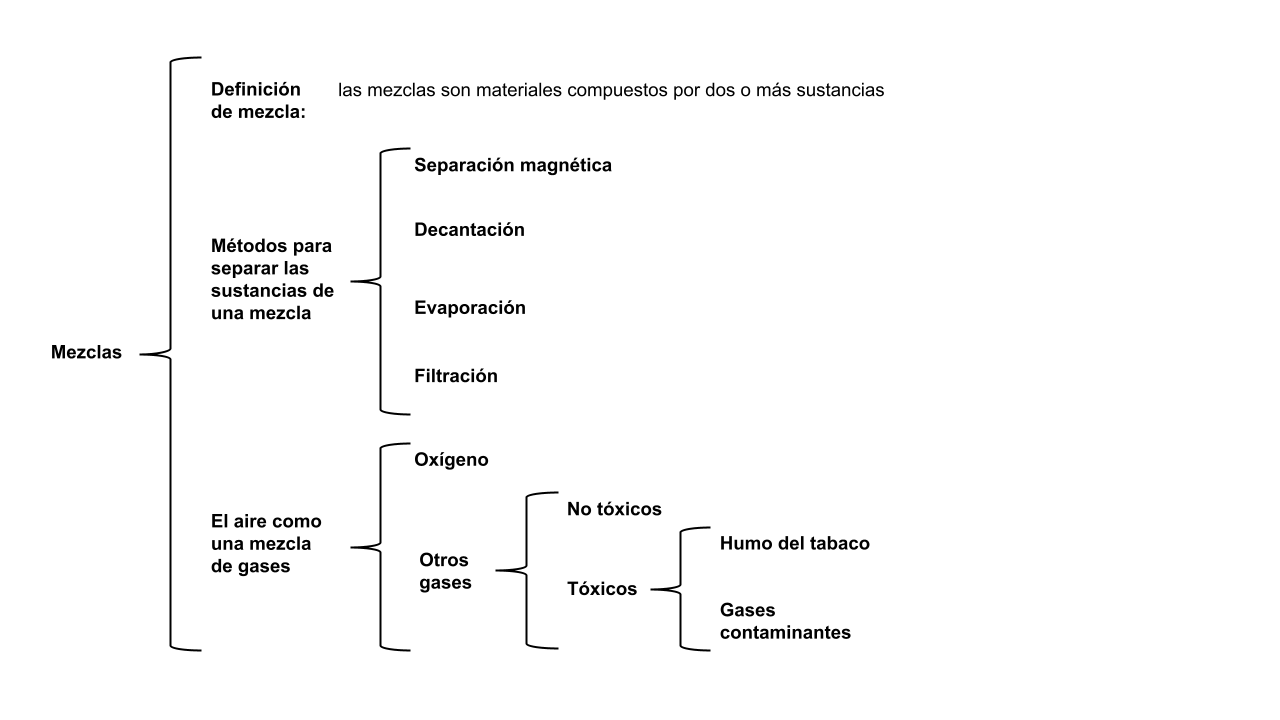 Definición
de mezcla:
las mezclas son materiales compuestos por dos o más sustancias
Separación magnética
Decantación
Métodos para
separar las
sustancias de
una mezcla
Evaporación
Mezclas
Filtración
Oxígeno
El aire como
una mezcla
de gases
No tóxicos
Otros
gases
Tóxicos
Humo del tabaco
Gases
contaminantes